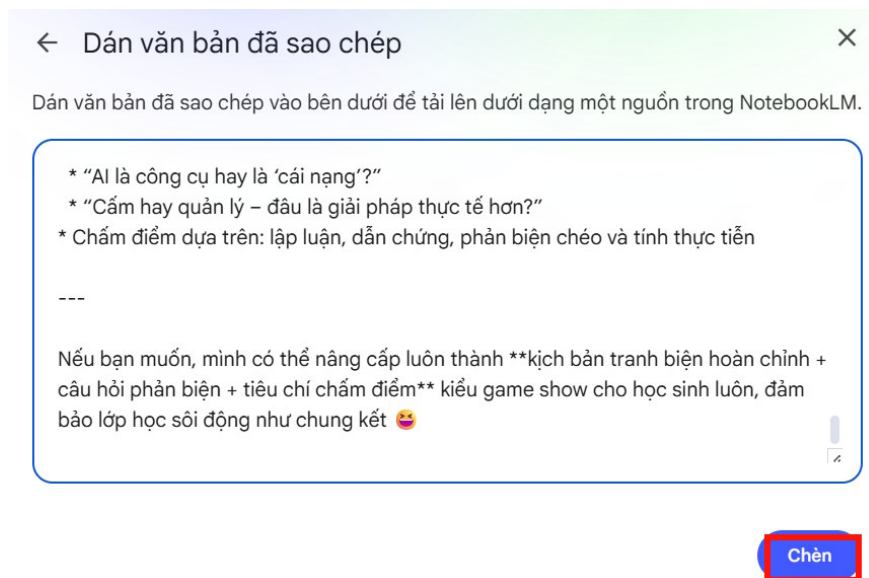 ← Dán văn bản đã sao chép ×
Dán văn bản đã sao chép vào bên dưới để tải lên dưới dạng một nguồn trong NotebookLM.
* “AI là công cụ hay là ‘cái nạng’?”
* “Cấm hay quản lý – đâu là giải pháp thực tế hơn?”
* Chấm điểm dựa trên: lập luận, dẫn chứng, phản biện chéo và tính thực tiễn
---
Nếu bạn muốn, mình có thể nâng cấp luôn thành **kịch bản tranh biện hoàn chỉnh +
câu hỏi phản biện + tiêu chí chấm điểm** kiểu game show cho học sinh luôn, đảm
bảo lớp học sôi động như chung kết 😆
Chèn